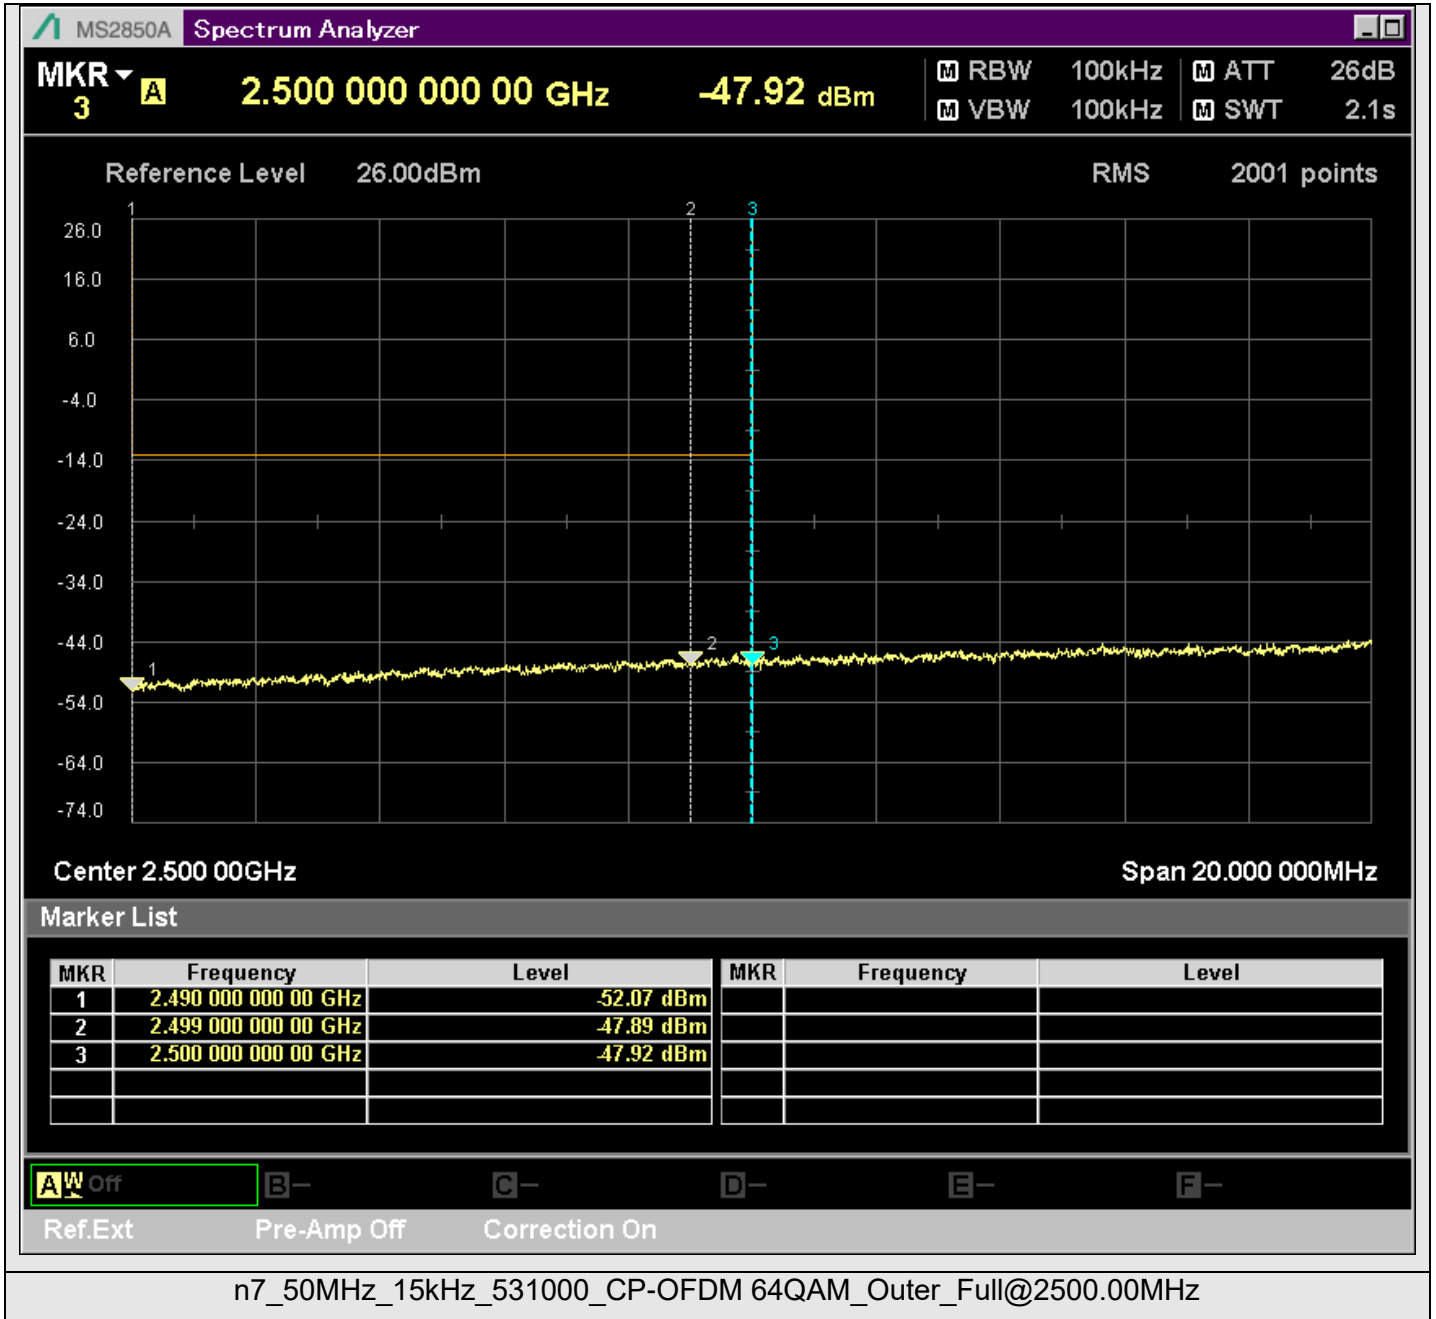 MS2850A Spectrum Analyzer
MKR 3 A 2.500 000 000 00 GHz -47.92 dBm
M RBW 100kHz M ATT 26dB
M VBW 100kHz M SWT 2.1s
Reference Level 26.00dBm RMS 2001 points
1 2 3
26.0
16.0
6.0
-4.0
-14.0
-24.0
-34.0
-44.0
2 3
1
-54.0
-64.0
-74.0
Center 2.500 00GHz Span 20.000 000MHz
Marker List
MKR Frequency Level MKR Frequency Level
1 2.490 000 000 00 GHz -52.07 dBm
2 2.499 000 000 00 GHz -47.89 dBm
3 2.500 000 000 00 GHz -47.92 dBm
A W Off B — C — D — E — F —
Ref.Ext Pre-Amp Off Correction On
n7_50MHz_15kHz_531000_CP-OFDM 64QAM_Outer_Full@2500.00MHz